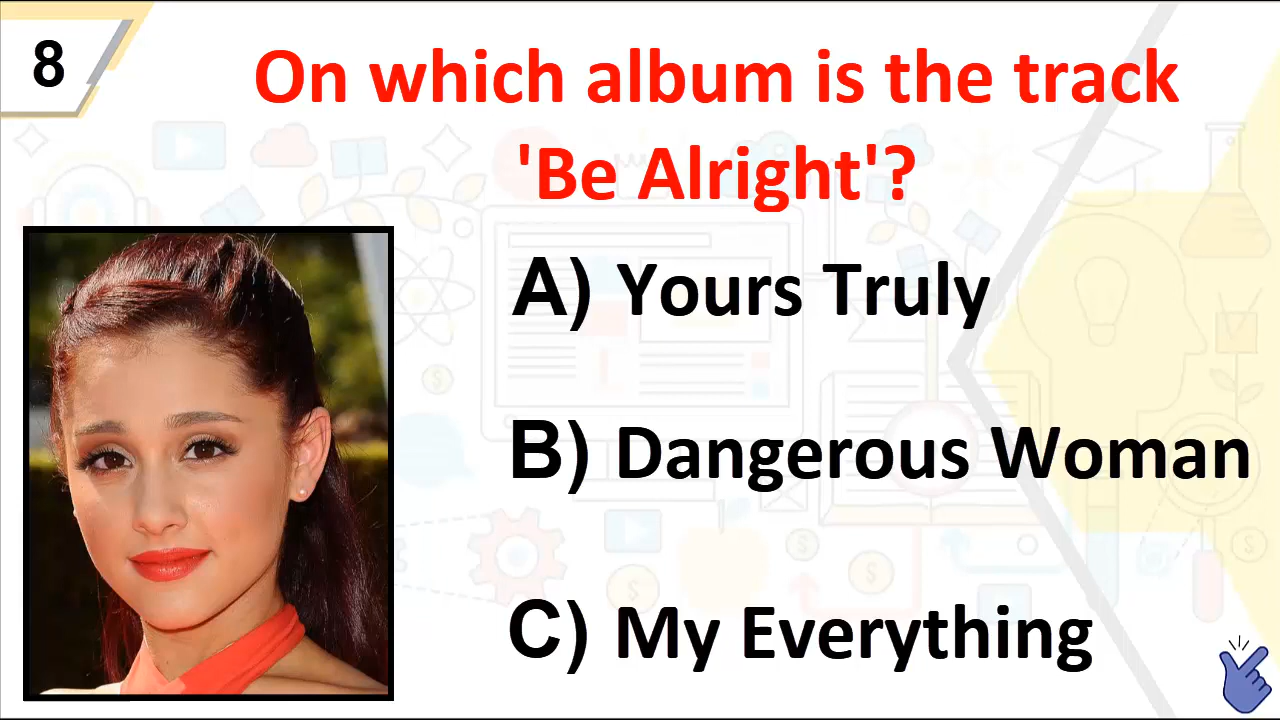 8
On which album is the track
'Be Alright'?
A) Yours Truly
B) Dangerous Woman
C) My Everything